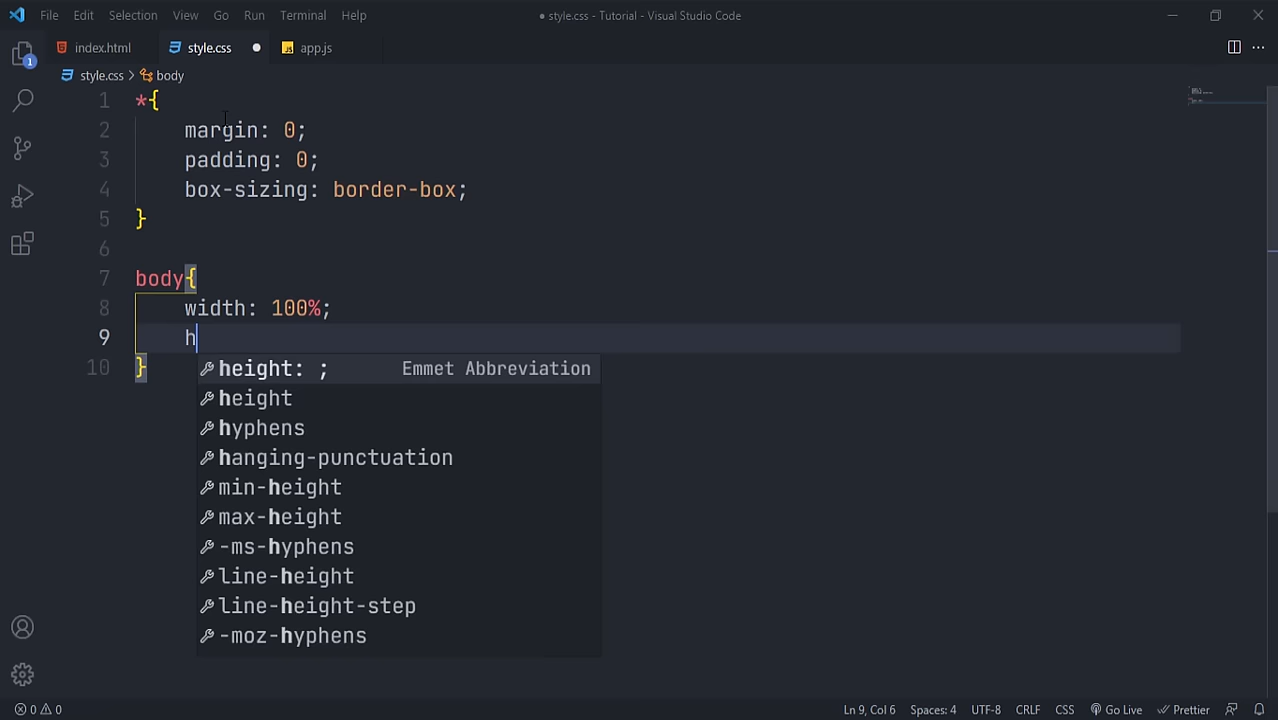 File Edit Selection View Go Run Terminal Help
● style.css - Tutorial - Visual Studio Code
index.html
style.css
JS app.js
style.css > body
1 *{
2 margin: 0;
3 padding: 0;
4 box-sizing: border-box;
5 }
6
7 body{
8 width: 100%;
9 h
10 }
height: ; Emmet Abbreviation
height
hyphens
hanging-punctuation
min-height
max-height
-ms-hyphens
line-height
line-height-step
-moz-hyphens
1
0 0
Ln 9, Col 6 Spaces: 4 UTF-8 CRLF CSS Go Live Prettier